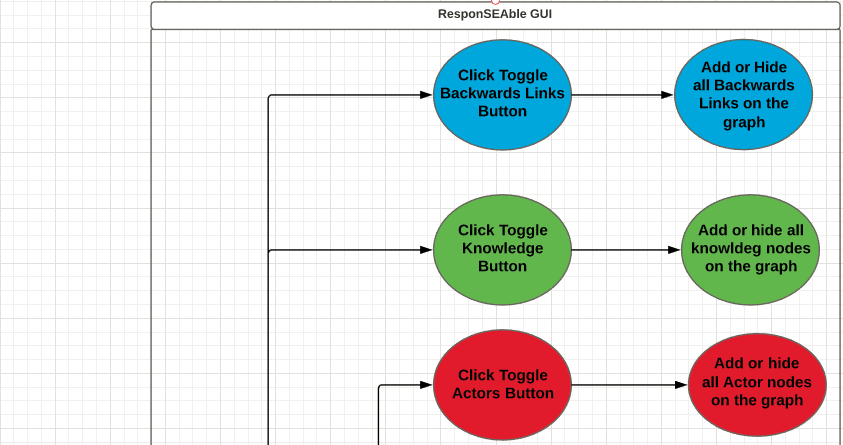 ResponSEAble GUI
Click Toggle
Backwards Links
Button
Add or Hide
all Backwards
Links on the
graph
Click Toggle
Knowledge
Button
Add or hide all
knowldeg nodes
on the graph
Click Toggle
Actors Button
Add or hide
all Actor nodes
on the graph